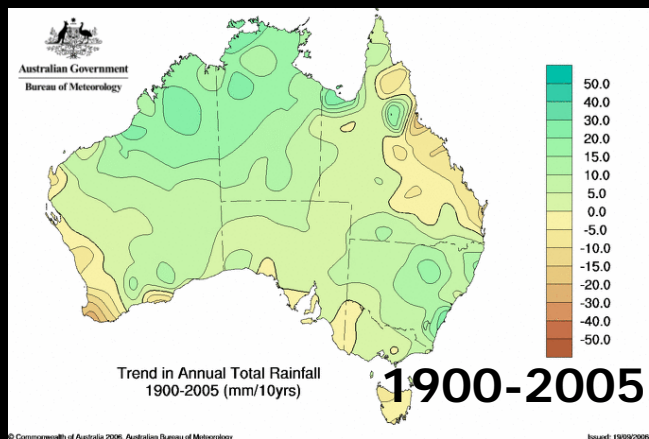 Australian Government
Bureau of Meteorology
50.0
40.0
30.0
20.0
15.0
10.0
5.0
0.0
-5.0
-10.0
-15.0
-20.0
-30.0
-40.0
-50.0
Trend in Annual Total Rainfall
1900-2005 (mm/10yrs)
1900-2005
© Commonwealth of Australia 2006, Australian Bureau of Meteorology
Issued: 19/09/2006